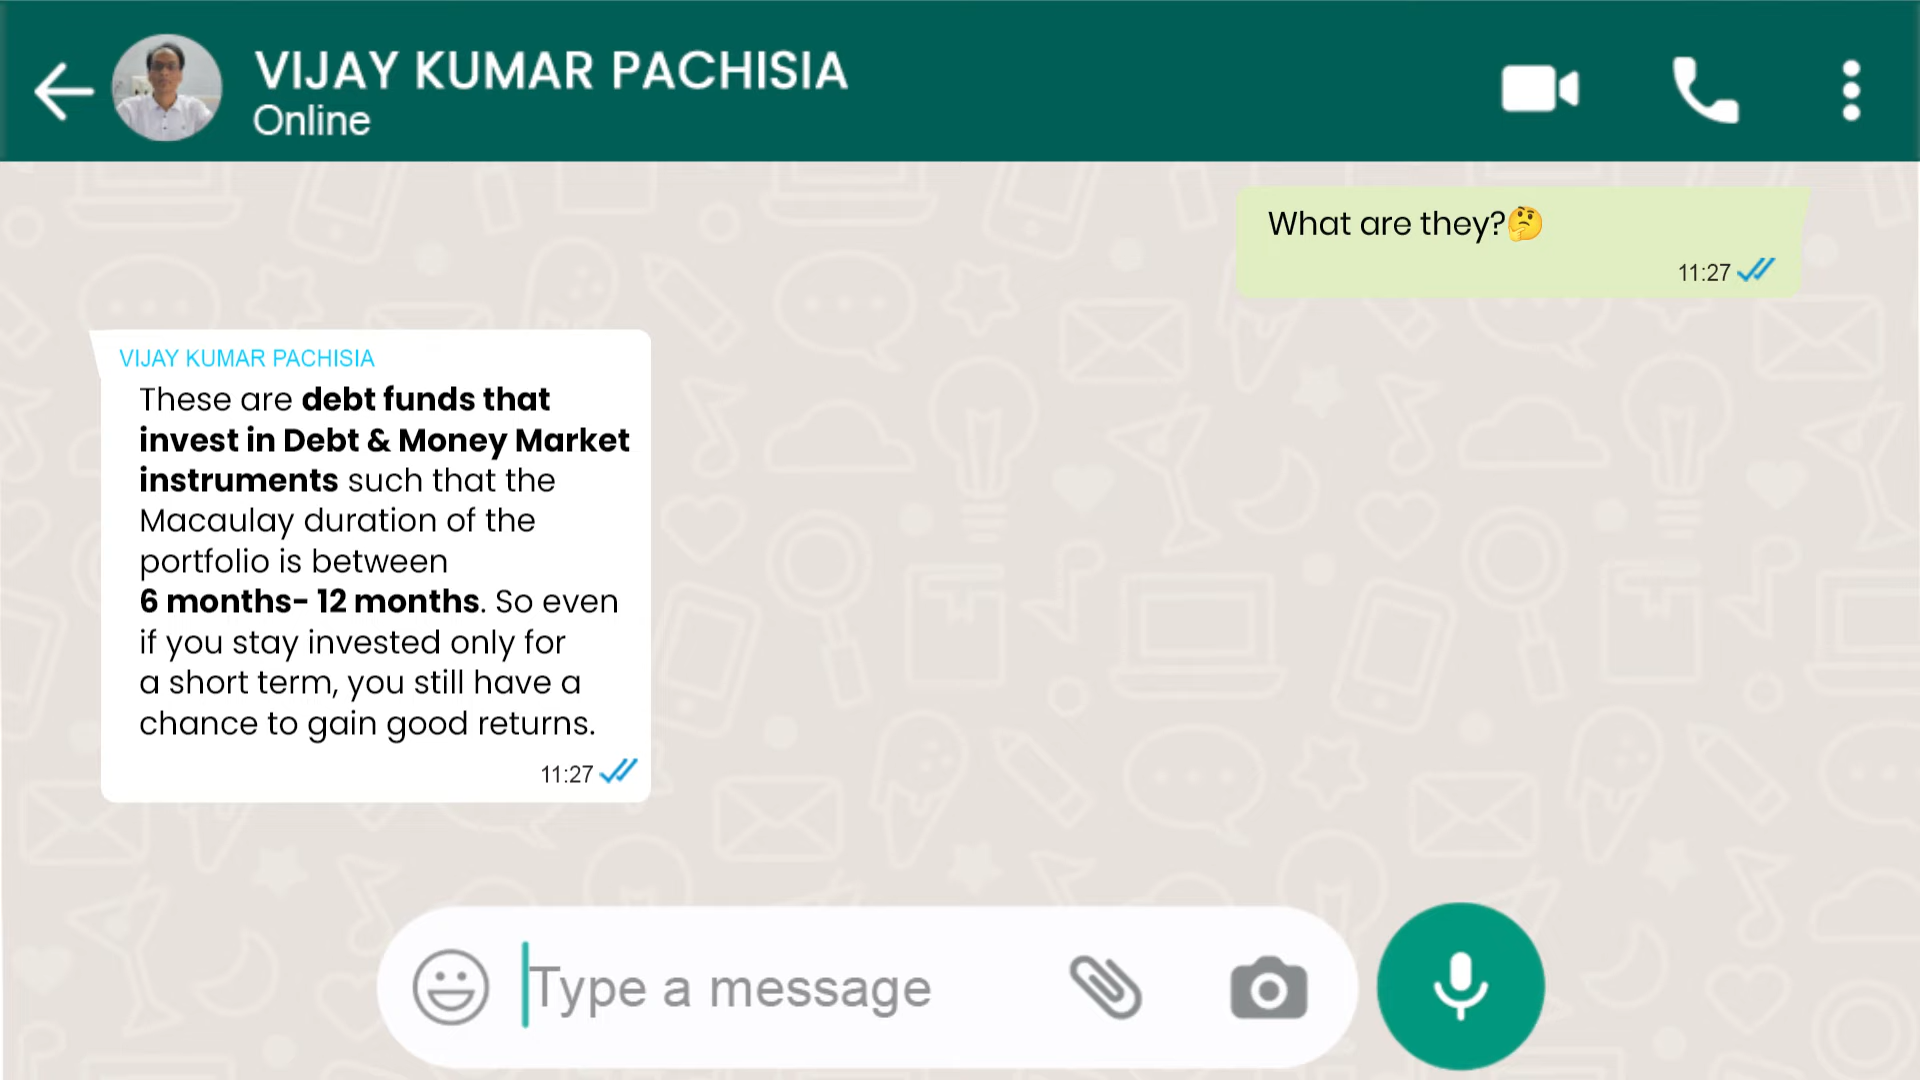 VIJAY KUMAR PACHISIA
Online
What are they?🤔
11:27
VIJAY KUMAR PACHISIA
These are debt funds that
invest in Debt & Money Market
instruments such that the
Macaulay duration of the
portfolio is between
6 months- 12 months. So even
if you stay invested only for
a short term, you still have a
chance to gain good returns.
11:27
Type a message